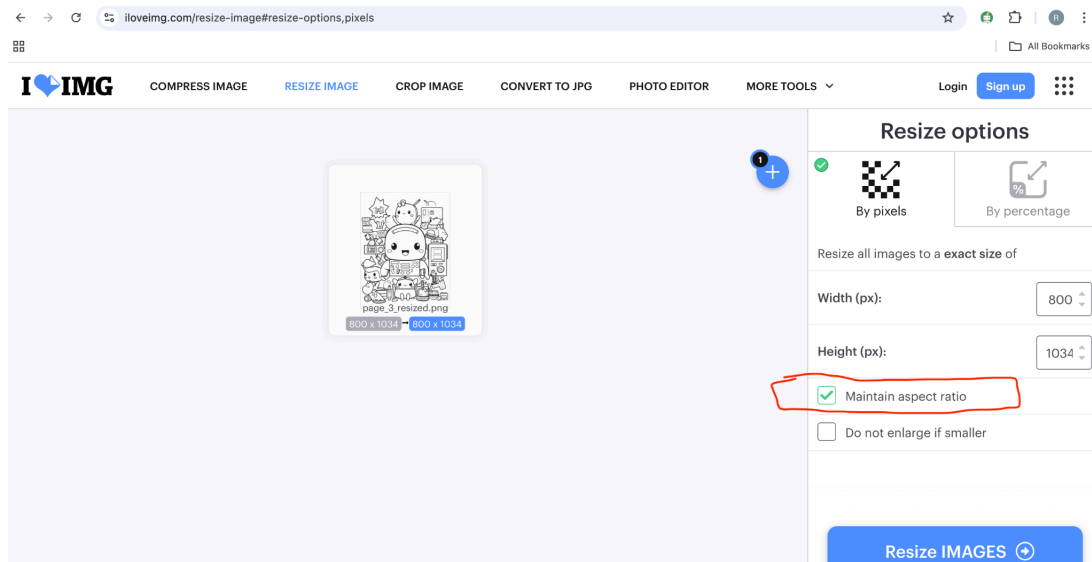 iloveimg.com/resize-image#resize-options,pixels
R
All Bookmarks
I IMG
COMPRESS IMAGE
RESIZE IMAGE
CROP IMAGE
CONVERT TO JPG
PHOTO EDITOR
MORE TOOLS
Login
Sign up
1
page_3_resized.png
800 x 1034
800 x 1034
Resize options
By pixels
%
By percentage
Resize all images to a exact size of
Width (px):
800
Height (px):
1034
Maintain aspect ratio
Do not enlarge if smaller
Resize IMAGES